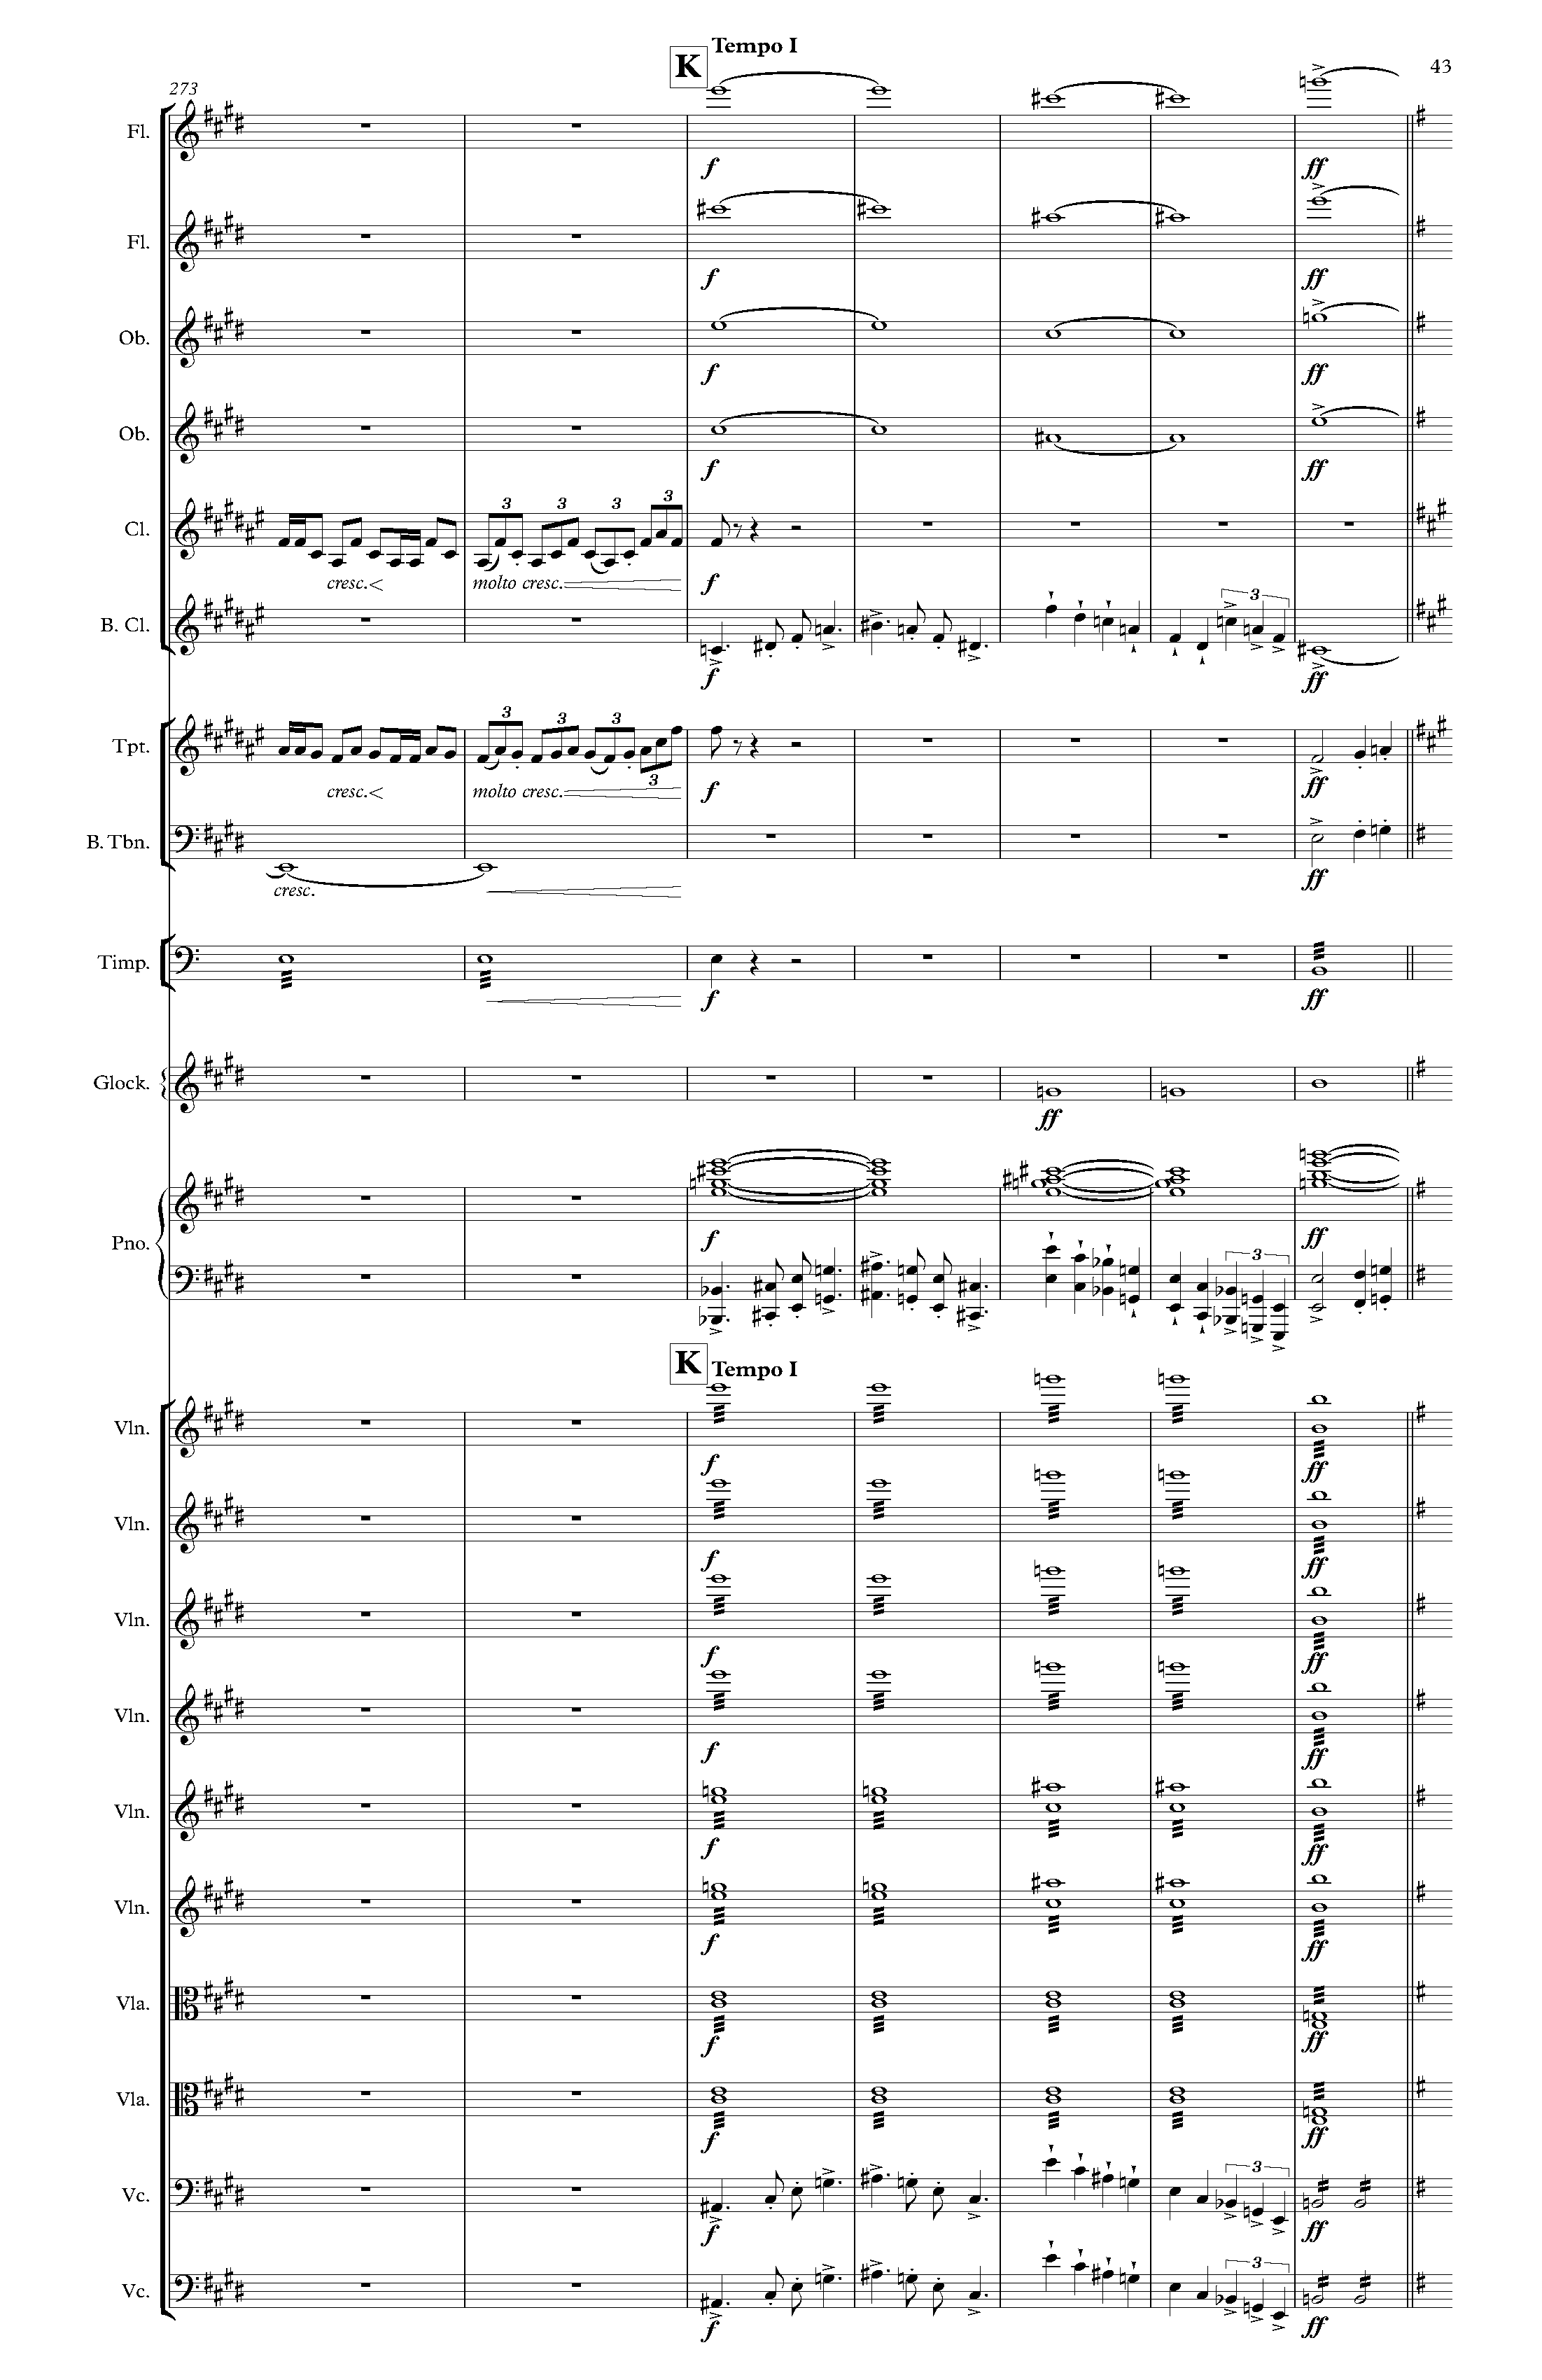 Tempo I
K
43
273
Fl.
f
ff
Fl.
f
ff
Ob.
f
ff
Ob.
f
ff
3 3 3 3
Cl.
cresc. molto cresc. f
3
B. Cl.
f
ff
3 3 3
Tpt.
3
cresc. molto cresc. f ff
B. Tbn.
cresc. ff
Timp.
f ff
Glock.
ff
f ff
Pno.
3
K Tempo I
Vln.
f ff
Vln.
f ff
Vln.
f ff
Vln.
f ff
Vln.
f ff
Vln.
f ff
Vla.
f ff
Vla.
f ff
3
Vc.
f ff
3
Vc.
f ff